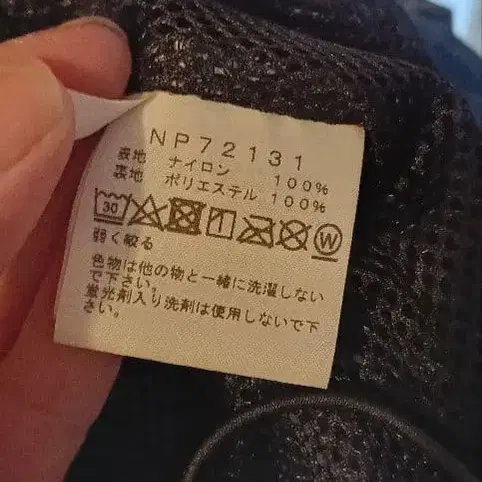 NP72131
表地 ナイロン 100%
裏地 ポリエステル 100%
30 W
弱く絞る
色物は他の物と一緒に洗濯しない
で下さい。
蛍光剤入り洗剤は使用しないで下
さい。